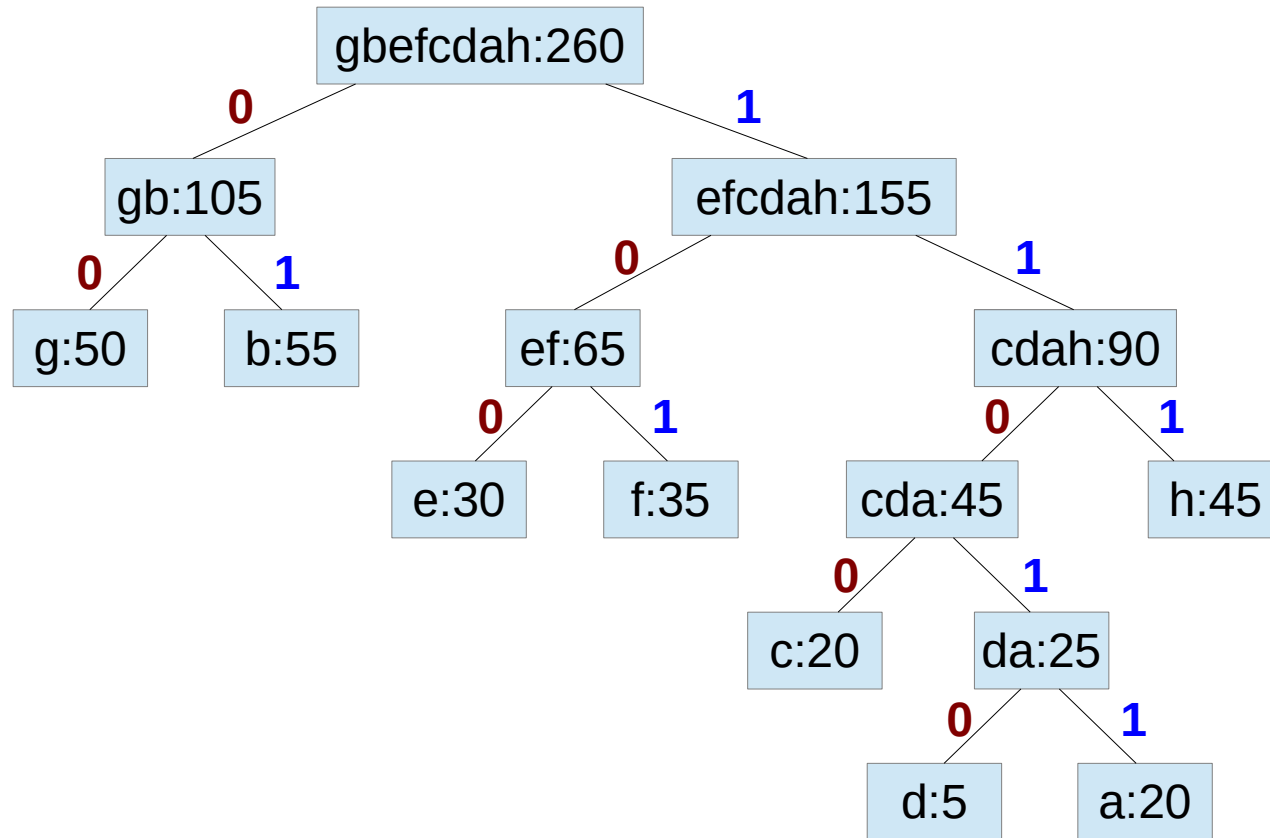 gbefcdah:260
0 1
gb:105 efcdah:155
0 1 0 1
g:50 b:55 ef:65 cdah:90
0 1 0 1
e:30 f:35 cda:45 h:45
0 1
c:20 da:25
0 1
d:5 a:20